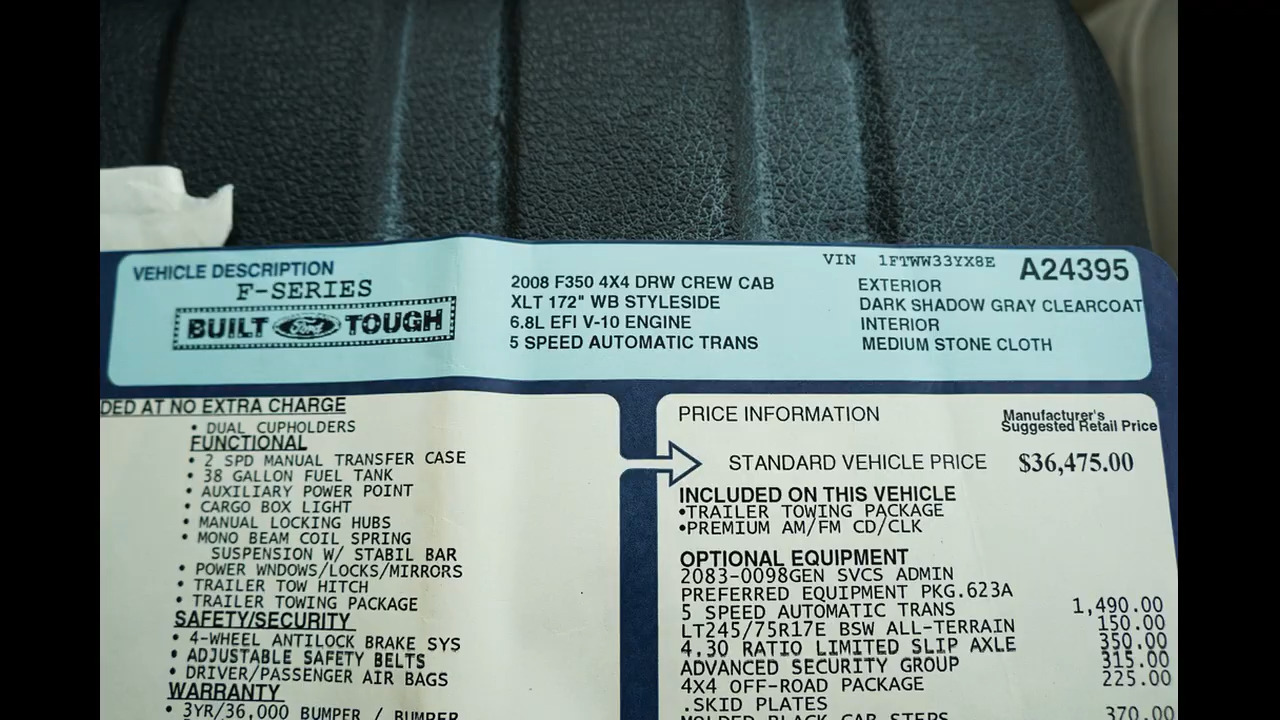 VEHICLE DESCRIPTION
F-SERIES
BUILT Ford TOUGH
2008 F350 4X4 DRW CREW CAB
XLT 172" WB STYLESIDE
6.8L EFI V-10 ENGINE
5 SPEED AUTOMATIC TRANS
VIN 1FTWW33YX8E A24395
EXTERIOR
DARK SHADOW GRAY CLEARCOAT
INTERIOR
MEDIUM STONE CLOTH
DED AT NO EXTRA CHARGE
• DUAL CUPHOLDERS
FUNCTIONAL
• 2 SPD MANUAL TRANSFER CASE
• 38 GALLON FUEL TANK
• AUXILIARY POWER POINT
• CARGO BOX LIGHT
• MANUAL LOCKING HUBS
• MONO BEAM COIL SPRING
SUSPENSION W/ STABIL BAR
• POWER WNDOWS/LOCKS/MIRRORS
• TRAILER TOW HITCH
• TRAILER TOWING PACKAGE
SAFETY/SECURITY
• 4-WHEEL ANTILOCK BRAKE SYS
• ADJUSTABLE SAFETY BELTS
• DRIVER/PASSENGER AIR BAGS
WARRANTY
• 3YR/36,000 BUMPER / BUMPER
PRICE INFORMATION
Manufacturer's
Suggested Retail Price
STANDARD VEHICLE PRICE $36,475.00
INCLUDED ON THIS VEHICLE
•TRAILER TOWING PACKAGE
•PREMIUM AM/FM CD/CLK
OPTIONAL EQUIPMENT
2083-0098GEN SVCS ADMIN
PREFERRED EQUIPMENT PKG.623A
5 SPEED AUTOMATIC TRANS 1,490.00
LT245/75R17E BSW ALL-TERRAIN 150.00
4.30 RATIO LIMITED SLIP AXLE 350.00
ADVANCED SECURITY GROUP 315.00
4X4 OFF-ROAD PACKAGE 225.00
.SKID PLATES
MOLDED BLACK CAB STEPS 370.00